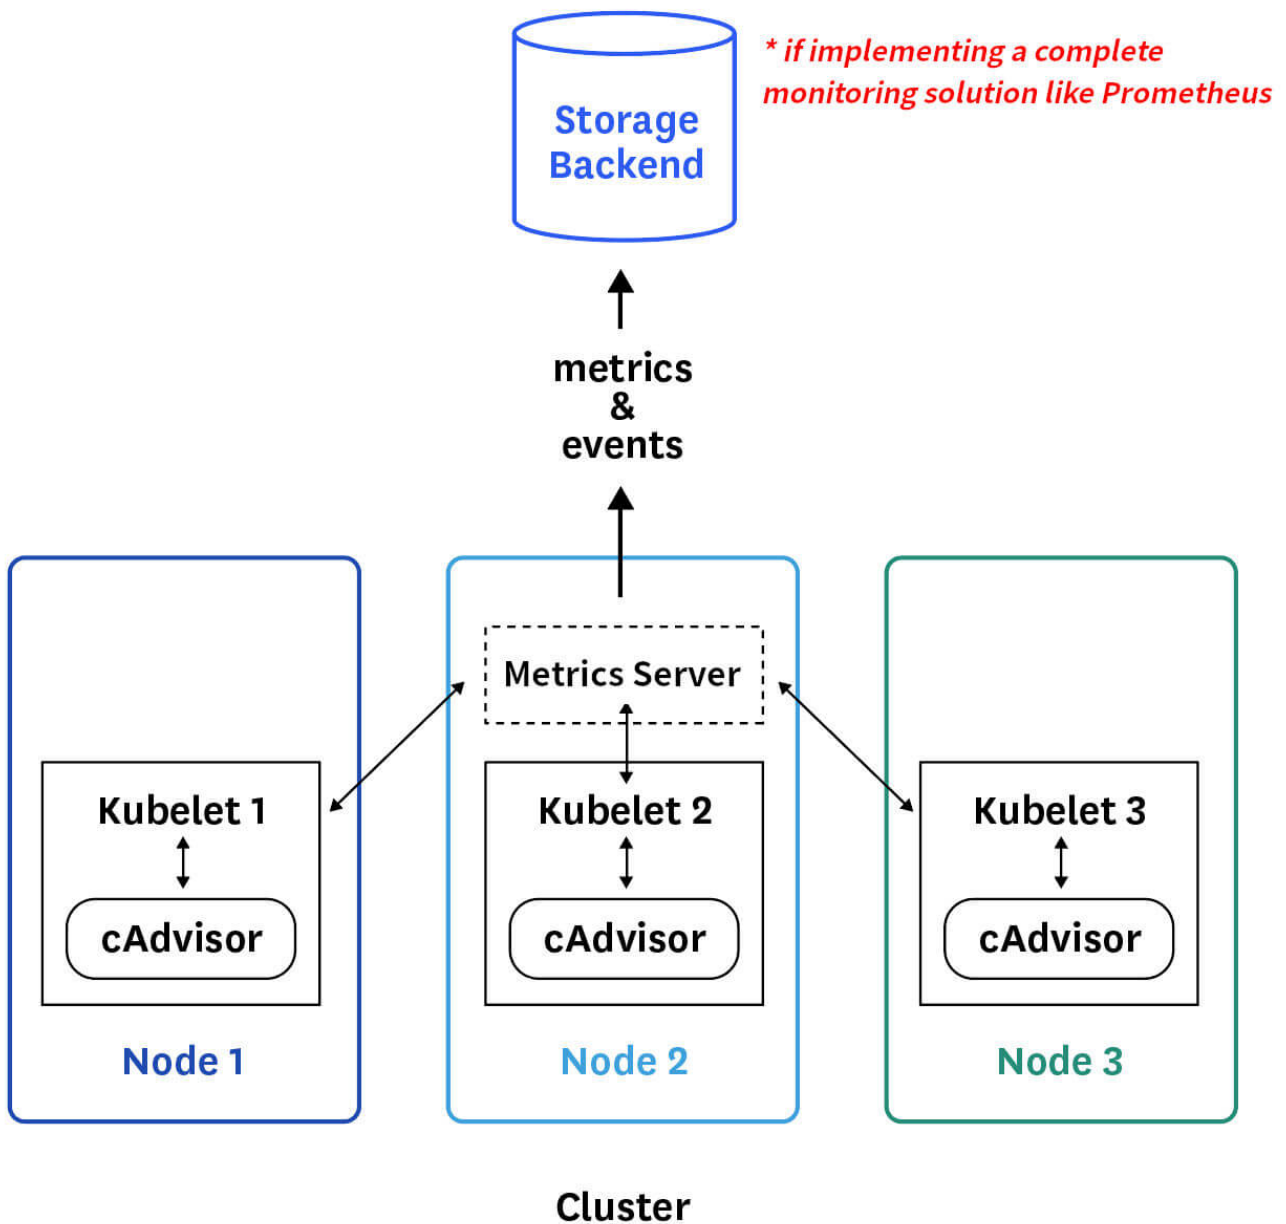 Storage
Backend
* if implementing a complete
monitoring solution like Prometheus
metrics
&
events
Metrics Server
Kubelet 1
cAdvisor
Node 1
Kubelet 2
cAdvisor
Node 2
Kubelet 3
cAdvisor
Node 3
Cluster